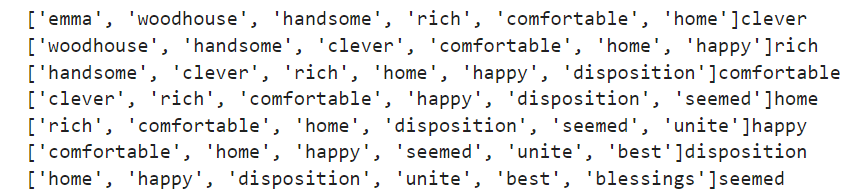 ['emma', 'woodhouse', 'handsome', 'rich', 'comfortable', 'home']clever
['woodhouse', 'handsome', 'clever', 'comfortable', 'home', 'happy']rich
['handsome', 'clever', 'rich', 'home', 'happy', 'disposition']comfortable
['clever', 'rich', 'comfortable', 'happy', 'disposition', 'seemed']home
['rich', 'comfortable', 'home', 'disposition', 'seemed', 'unite']happy
['comfortable', 'home', 'happy', 'seemed', 'unite', 'best']disposition
['home', 'happy', 'disposition', 'unite', 'best', 'blessings']seemed